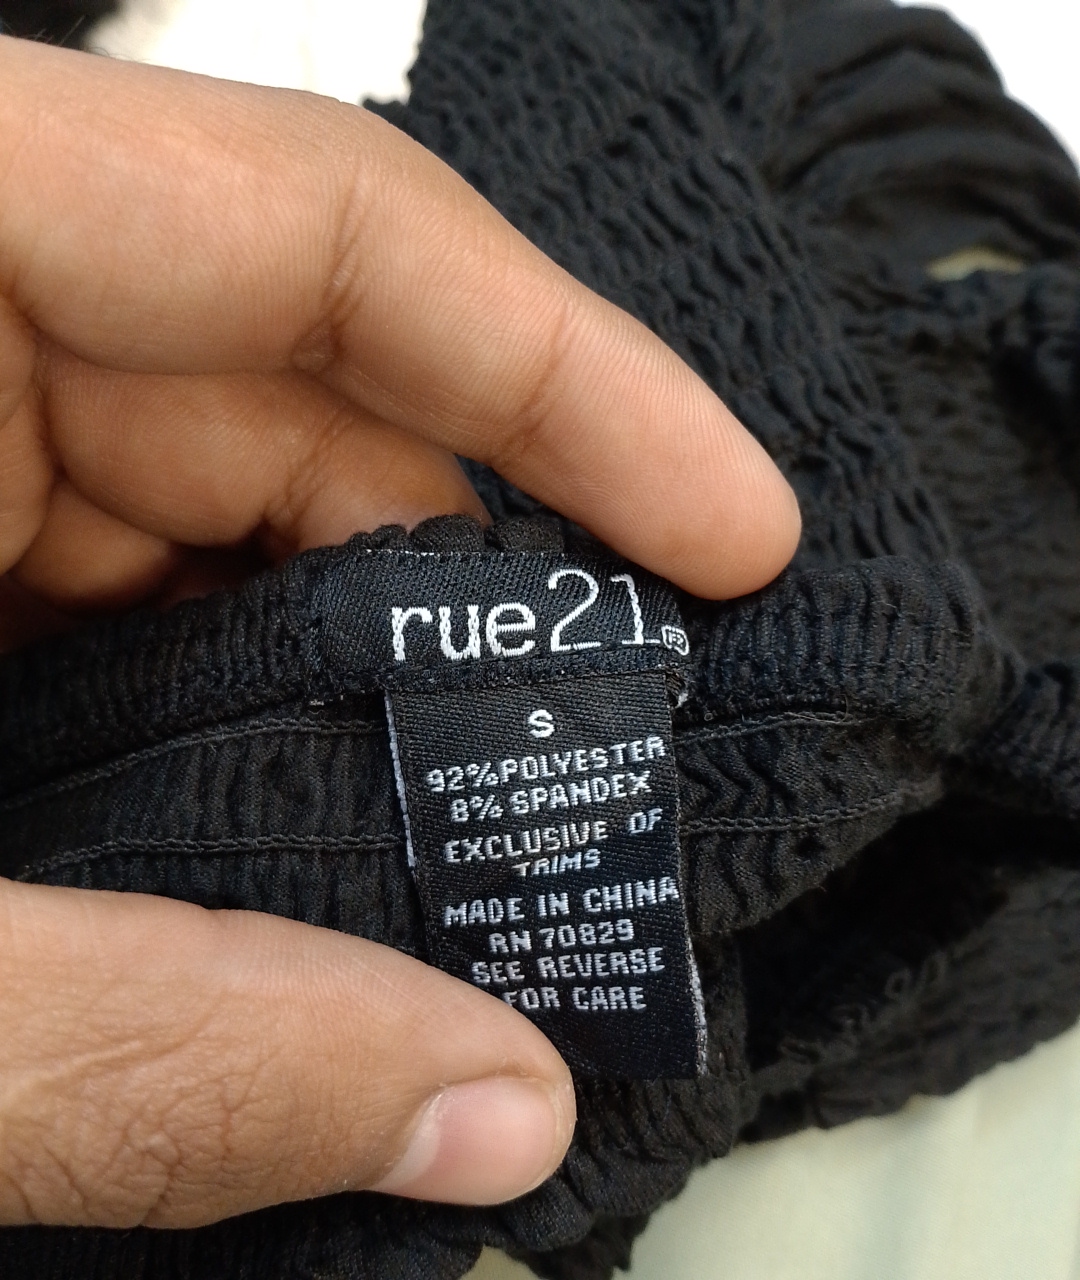 rue21®
S
92% POLYESTER
8% SPANDEX
EXCLUSIVE OF
TRIMS
MADE IN CHINA
RN 70829
SEE REVERSE
FOR CARE